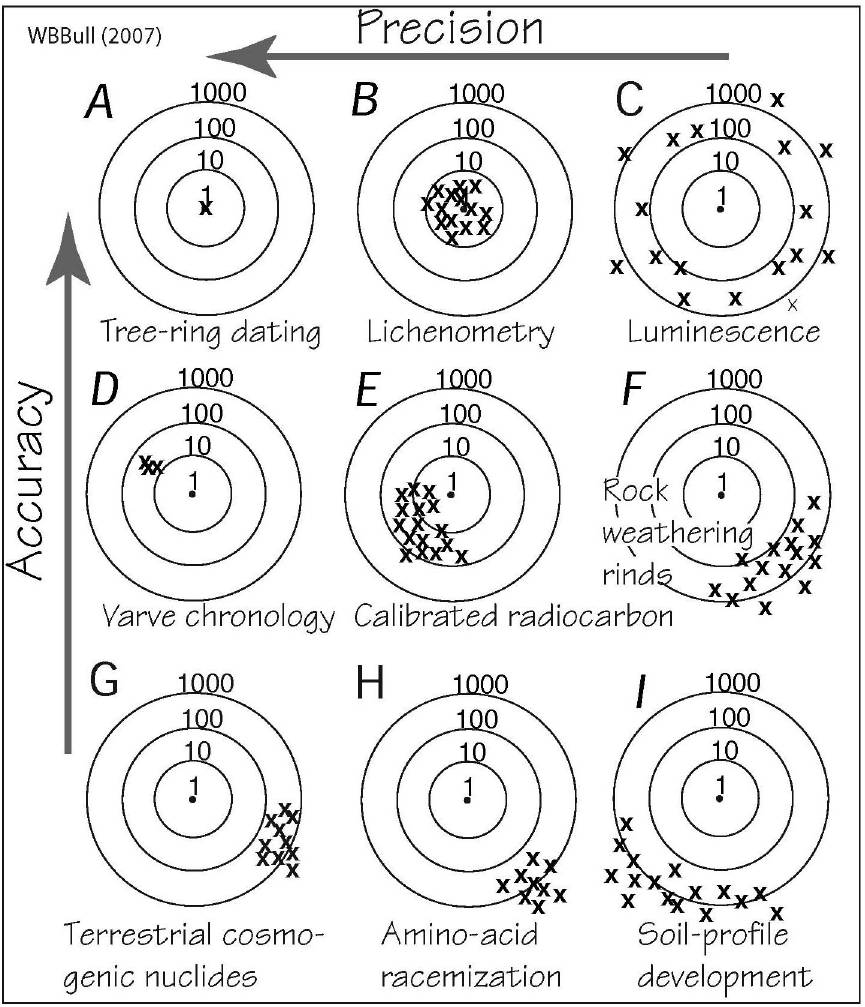 WBBull (2007)
Precision
Accuracy
A
1000
100
10
1
Tree-ring dating
B
1000
100
10
1
Lichenometry
C
1000
100
10
1
Luminescence
D
1000
100
10
1
Varve chronology
E
1000
100
10
1
Calibrated radiocarbon
F
1000
100
10
1
Rock
weathering
rinds
G
1000
100
10
1
Terrestrial cosmo-
genic nuclides
H
1000
100
10
1
Amino-acid
racemization
I
1000
100
10
1
Soil-profile
development